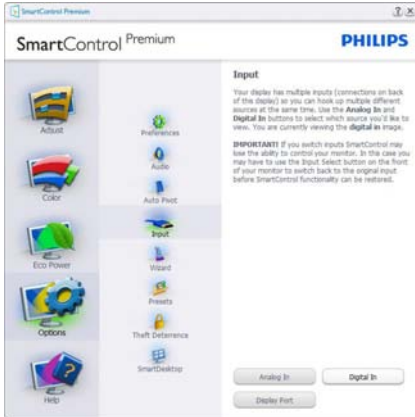 SmartControl Premium
SmartControl Premium
PHILIPS
Adjust
Color
Eco Power
Options
Help
Preferences
Audio
Auto Pivot
Input
Wizard
Presets
Theft Deterrence
SmartDesktop
Input
Your display has multiple inputs (connections on back
of this display) so you can hook up multiple different
sources at the same time. Use the Analog In and
Digital In buttons to select which source you'd like to
view. You are currently viewing the digital-in image.
IMPORTANT! If you switch inputs SmartControl may
lose the ability to control your monitor. In this case you
may have to use the Input Select button on the front
of your monitor to switch back to the original input
before SmartControl functionality can be restored.
Analog In
Digital In
Display Port